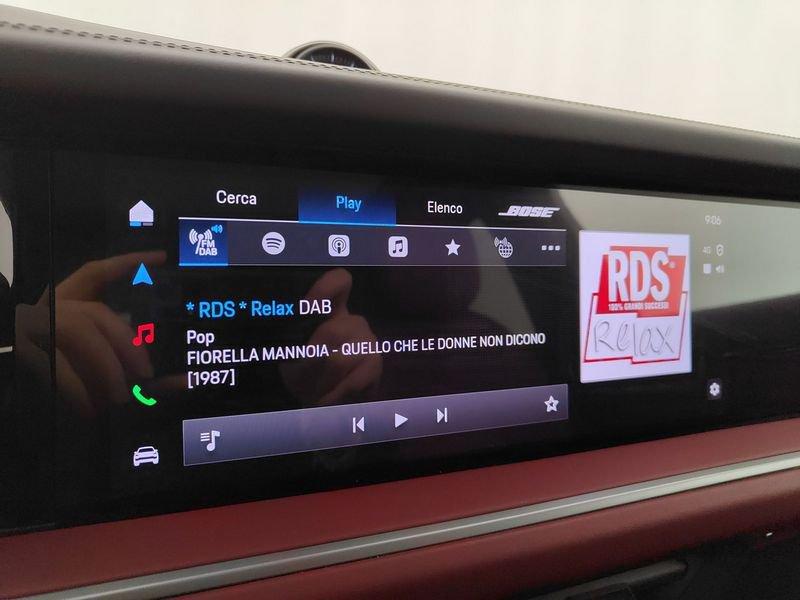 Cerca Play Elenco BOSE
9:06
FM
DAB
4G
* RDS * Relax DAB
Pop
FIORELLA MANNOIA - QUELLO CHE LE DONNE NON DICONO
[1987]
RDS®
100% GRANDI SUCCESSI
Relax